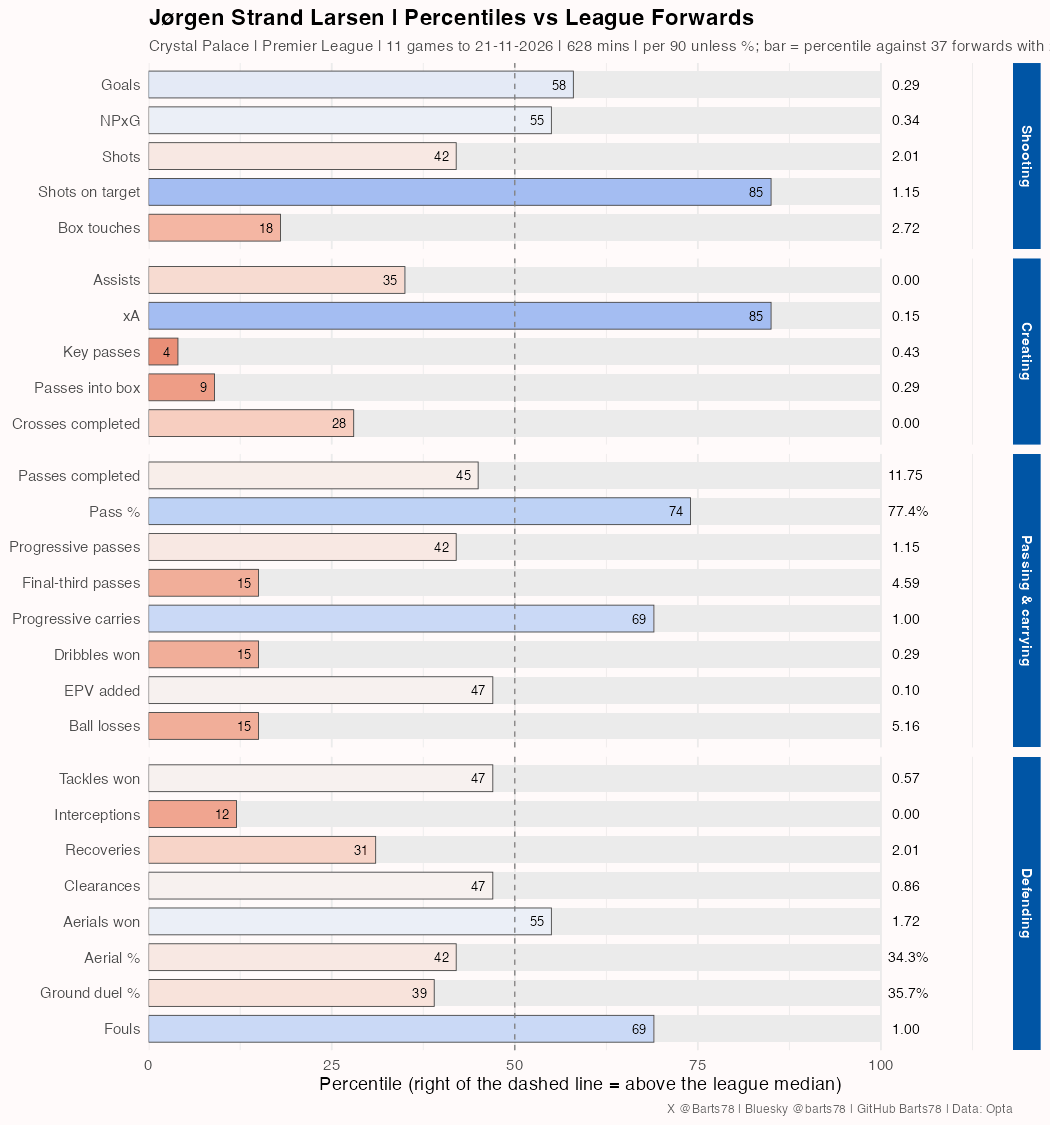 Jørgen Strand Larsen | Percentiles vs League Forwards
Crystal Palace | Premier League | 11 games to 21-11-2026 | 628 mins | per 90 unless %; bar = percentile against 37 forwards with
Goals 58 0.29
NPxG 55 0.34
Shots 42 2.01
Shots on target 85 1.15
Box touches 18 2.72
Shooting
Assists 35 0.00
xA 85 0.15
Key passes 4 0.43
Passes into box 9 0.29
Crosses completed 28 0.00
Creating
Passes completed 45 11.75
Pass % 74 77.4%
Progressive passes 42 1.15
Final-third passes 15 4.59
Progressive carries 69 1.00
Dribbles won 15 0.29
EPV added 47 0.10
Ball losses 15 5.16
Passing & carrying
Tackles won 47 0.57
Interceptions 12 0.00
Recoveries 31 2.01
Clearances 47 0.86
Aerials won 55 1.72
Aerial % 42 34.3%
Ground duel % 39 35.7%
Fouls 69 1.00
Defending
0 25 50 75 100
Percentile (right of the dashed line = above the league median)
X @Barts78 | Bluesky @barts78 | GitHub Barts78 | Data: Opta